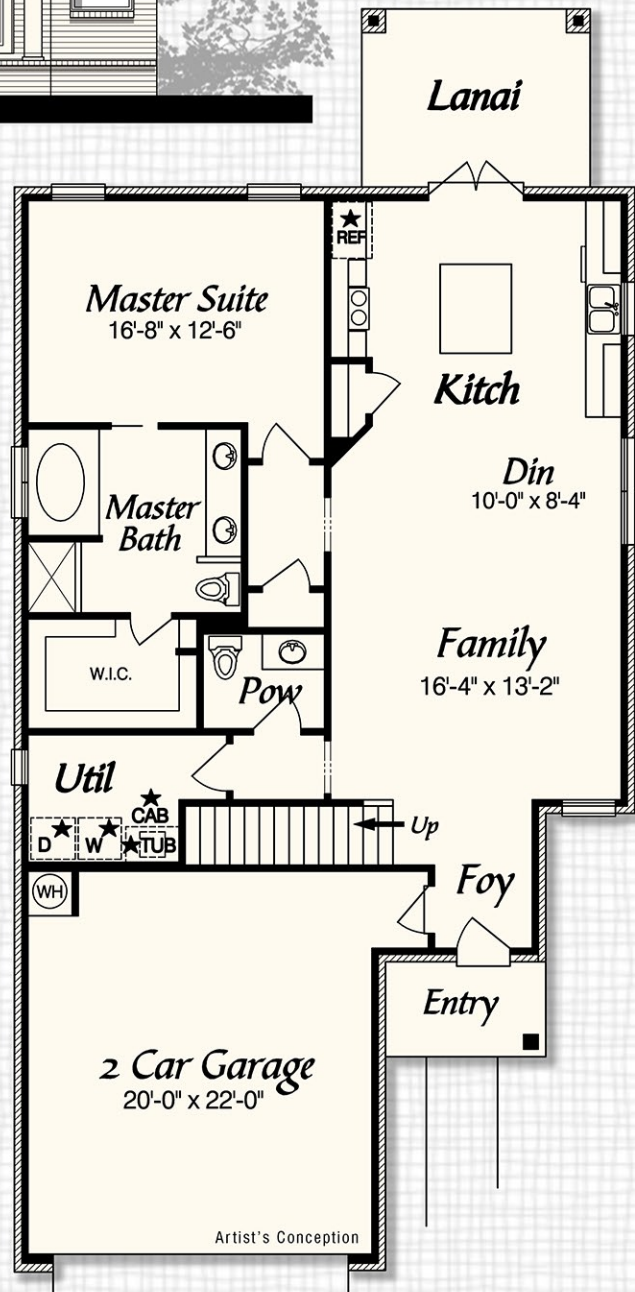 Lanai
REF
Master Suite
16'-8" x 12'-6"
Kitch
Din
10'-0" x 8'-4"
Master
Bath
Family
16'-4" x 13'-2"
W.I.C.
Pow
Util
CAB
D
W
TUB
Up
WH
Foy
Entry
2 Car Garage
20'-0" x 22'-0"
Artist's Conception